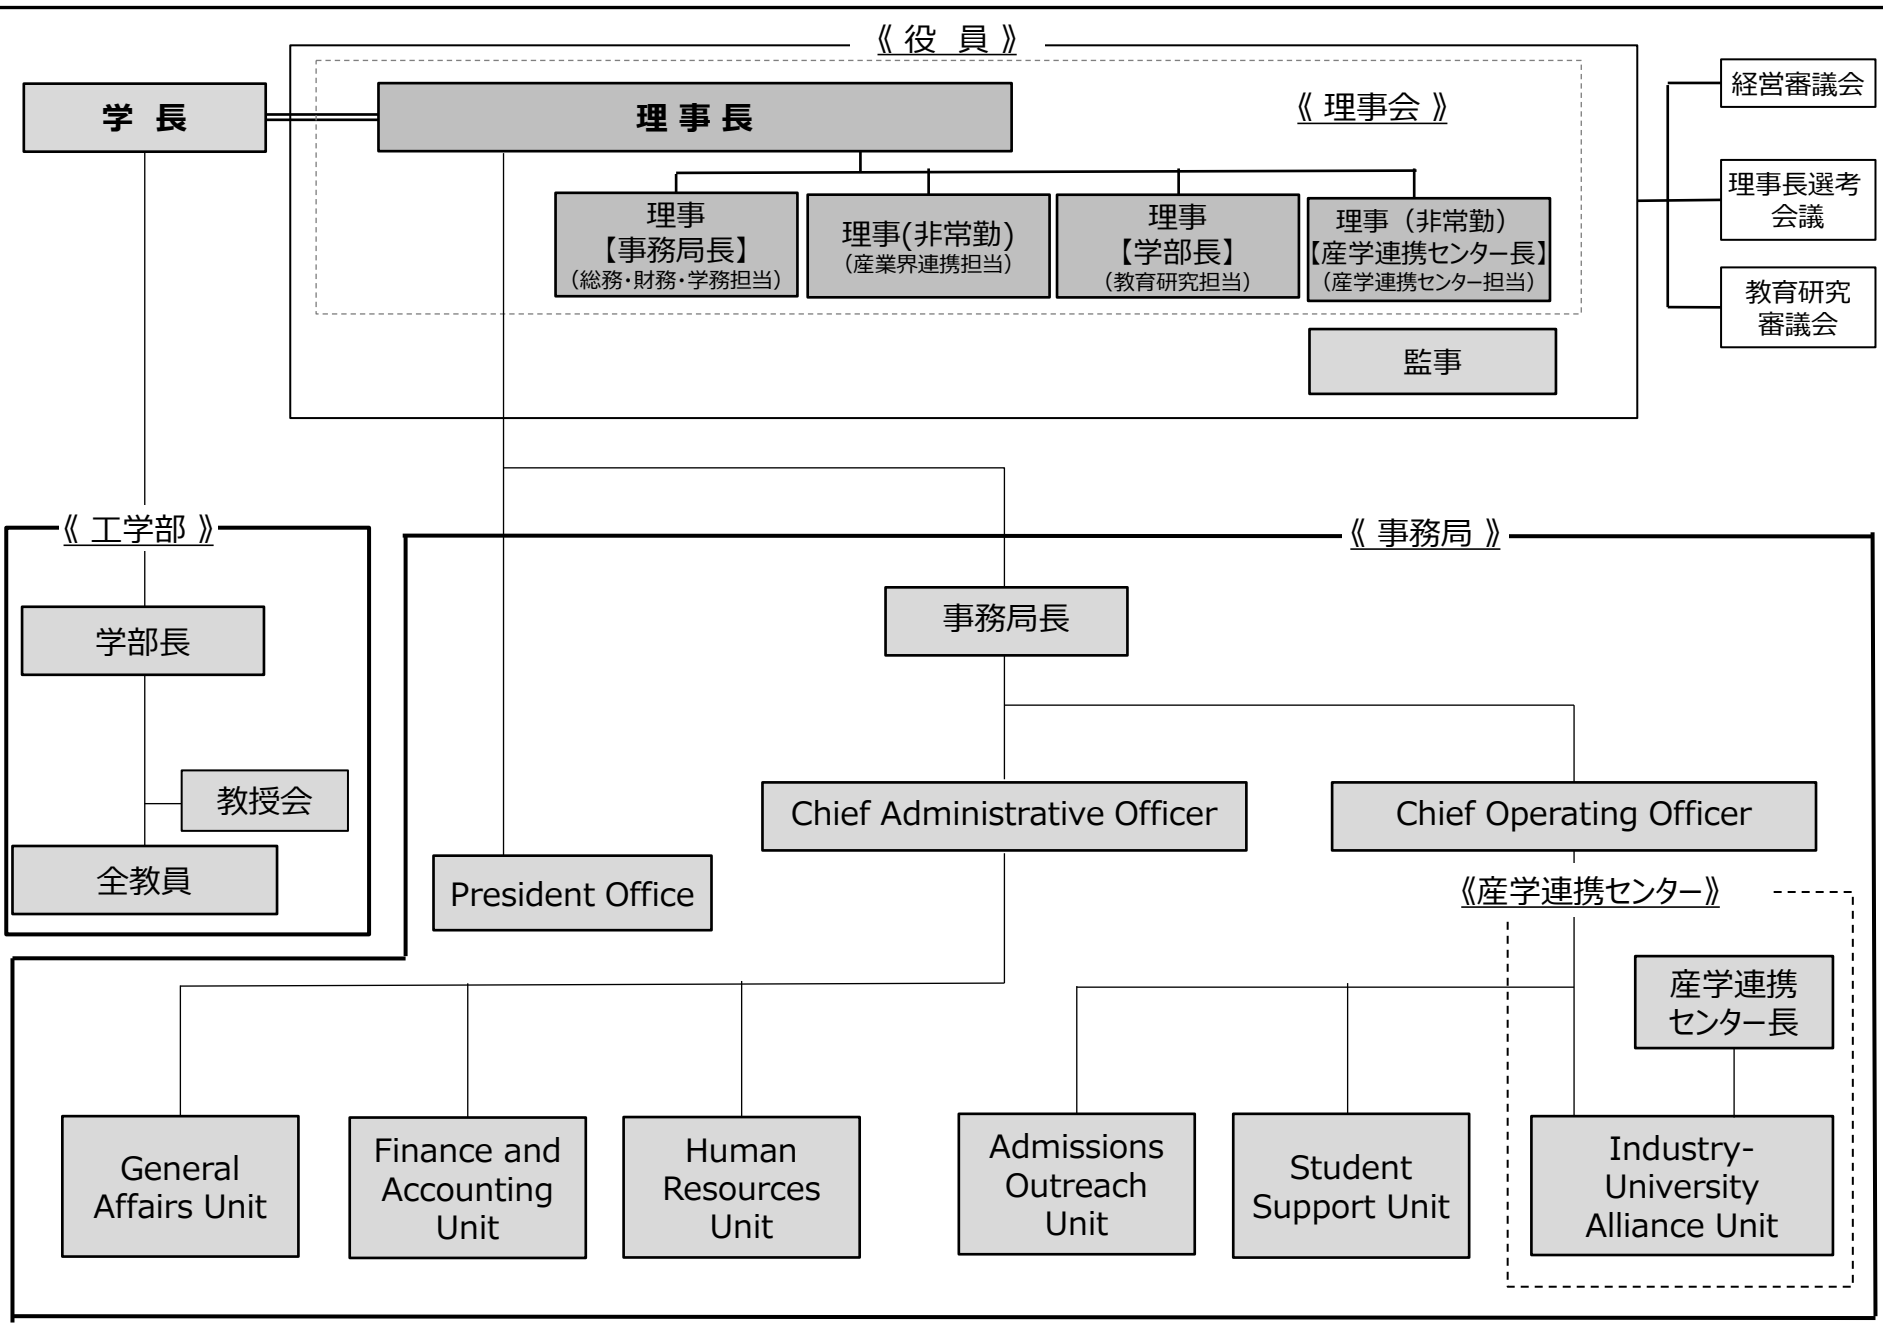 《 役 員 》
学 長
理 事 長
《 理事会 》
経営審議会
理事長選考
会議
教育研究
審議会
理事
【事務局長】
（総務・財務・学務担当）
理事(非常勤)
（産業界連携担当）
理事
【学部長】
（教育研究担当）
理事（非常勤）
【産学連携センター長】
（産学連携センター担当）
監事
《 工学部 》
学部長
教授会
全教員
《 事務局 》
事務局長
Chief Administrative Officer
Chief Operating Officer
President Office
《産学連携センター》
産学連携
センター長
General
Affairs Unit
Finance and
Accounting
Unit
Human
Resources
Unit
Admissions
Outreach
Unit
Student
Support Unit
Industry-
University
Alliance Unit